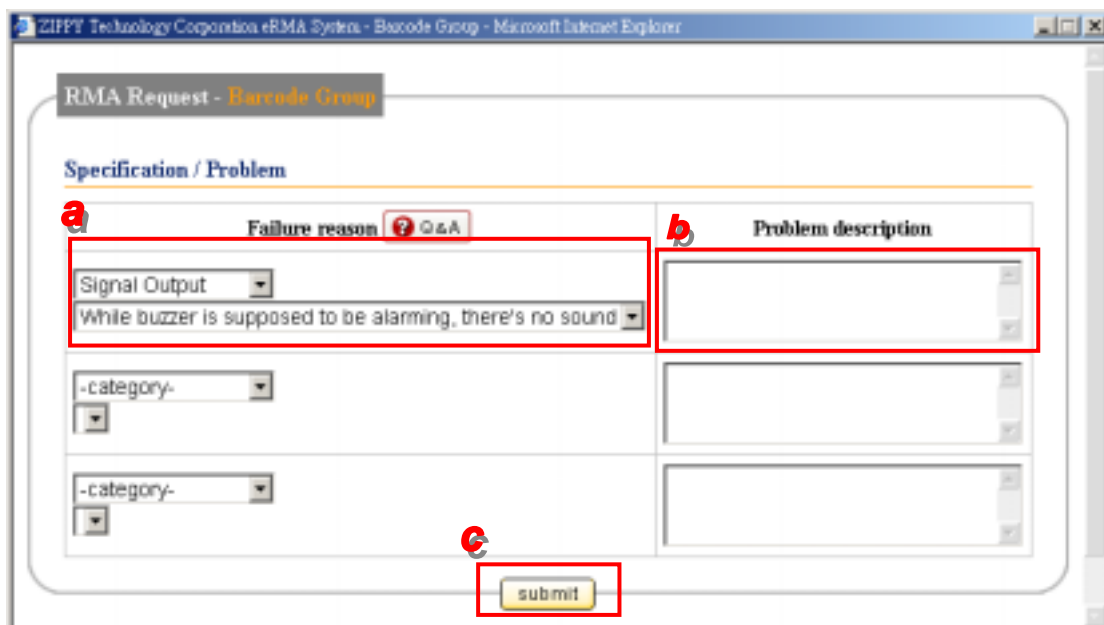 ZIPPY Technology Corporation eRMA System - Barcode Group - Microsoft Internet Explorer
RMA Request - Barcode Group
Specification / Problem
a
Failure reason ? Q&A
b
Problem description
Signal Output
While buzzer is supposed to be alarming, there's no sound
-category-
-category-
c
submit